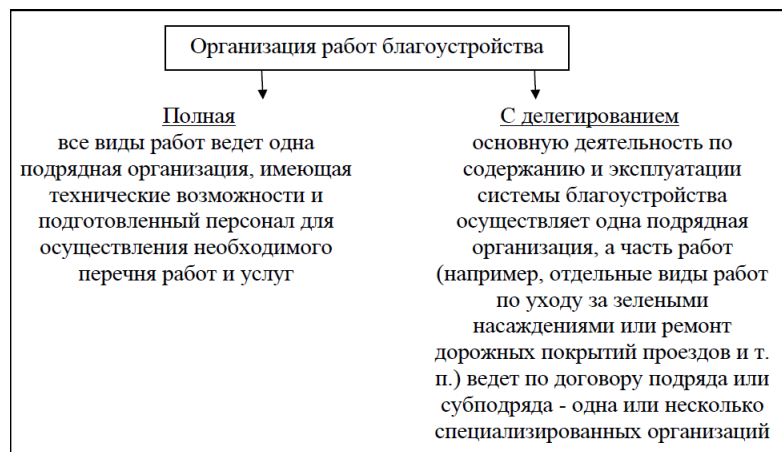 Организация работ благоустройства
Полная
все виды работ ведет одна
подрядная организация, имеющая
технические возможности и
подготовленный персонал для
осуществления необходимого
перечня работ и услуг
С делегированием
основную деятельность по
содержанию и эксплуатации
системы благоустройства
осуществляет одна подрядная
организация, а часть работ
(например, отдельные виды работ
по уходу за зелеными
насаждениями или ремонт
дорожных покрытий проездов и т.
п.) ведет по договору подряда или
субподряда - одна или несколько
специализированных организаций